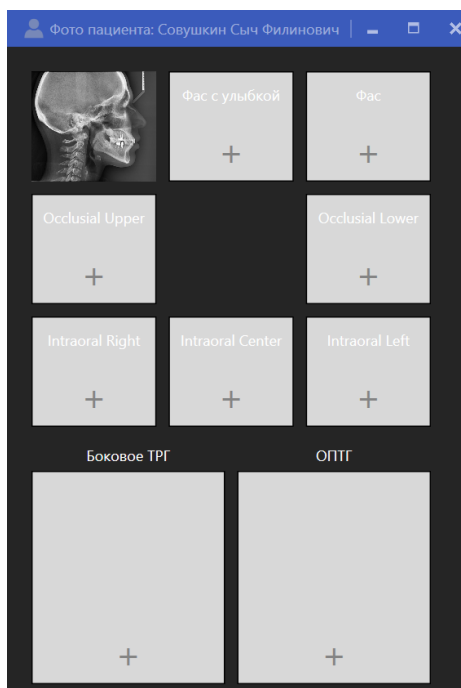 Фото пациента: Совушкин Сыч Филинович
Фас с улыбкой
Фас
Occlusial Upper
Occlusial Lower
Intraoral Right
Intraoral Center
Intraoral Left
Боковое ТРГ
ОПТГ